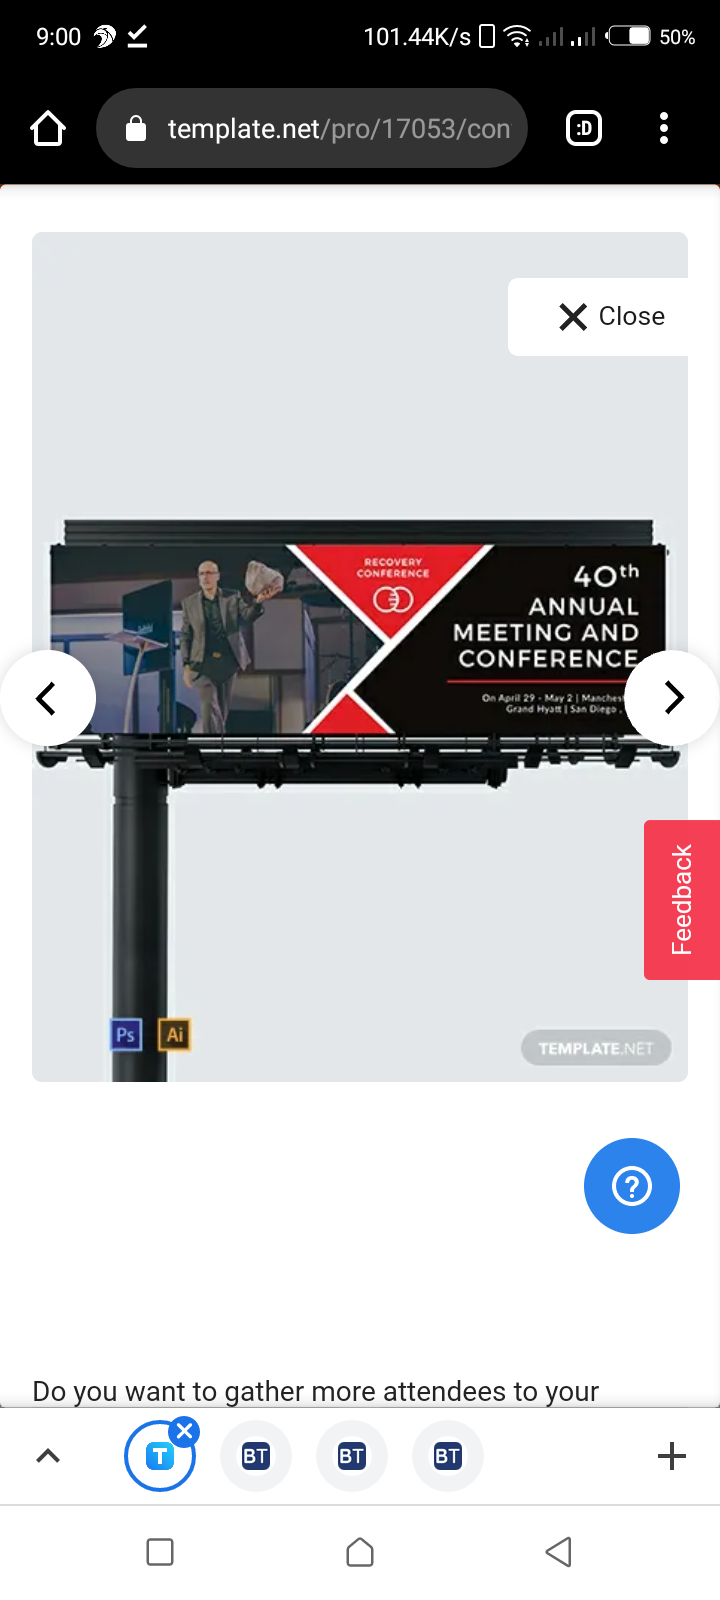 9:00
101.44K/s
50%
template.net/pro/17053/con
:D
Close
RECOVERY
CONFERENCE
40th
ANNUAL
MEETING AND
CONFERENCE
On April 29 - May 2 | Manches
Grand Hyatt | San Diego ,
Feedback
Ps Ai
TEMPLATE.NET
?
Do you want to gather more attendees to your
T
BT
BT
BT